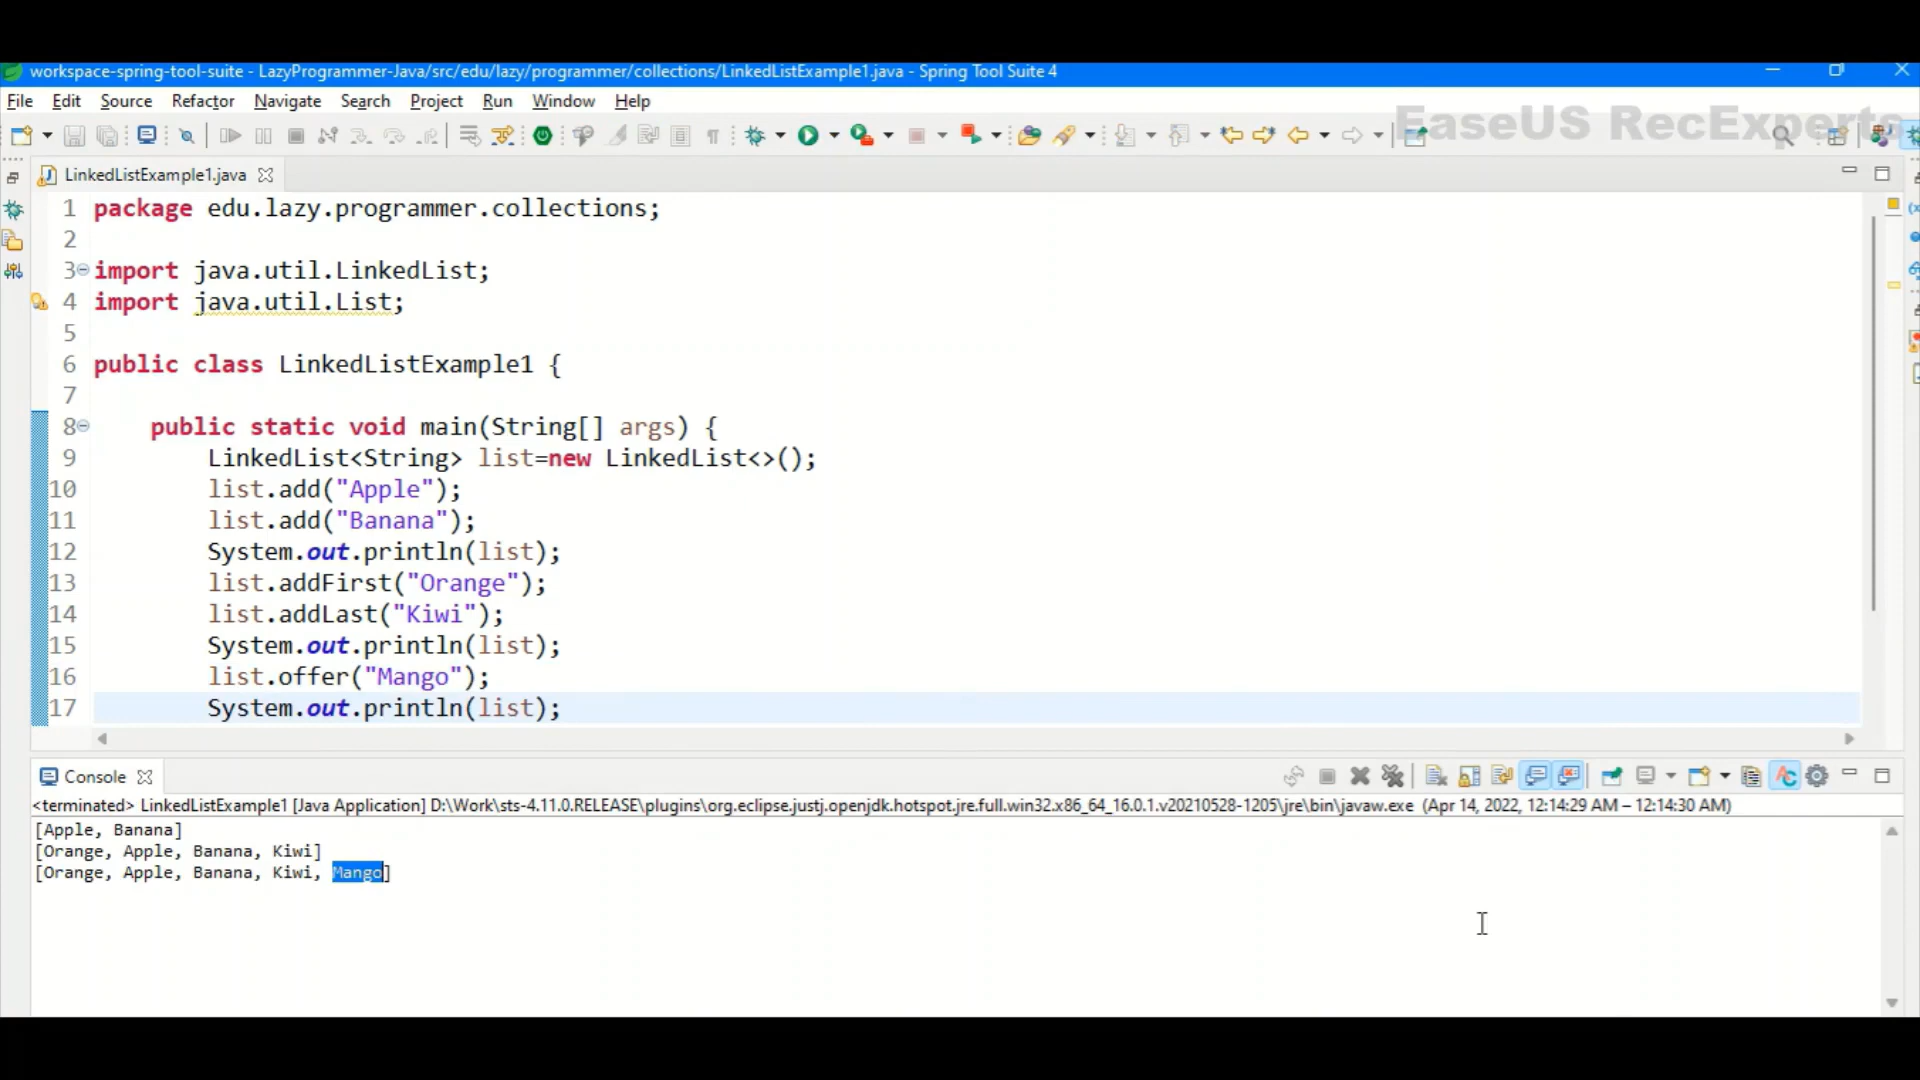 workspace-spring-tool-suite - LazyProgrammer-Java/src/edu/lazy/programmer/collections/LinkedListExample1.java - Spring Tool Suite 4
File Edit Source Refactor Navigate Search Project Run Window Help
EaseUS RecExperts
LinkedListExample1.java
1 package edu.lazy.programmer.collections;
2
3 import java.util.LinkedList;
4 import java.util.List;
5
6 public class LinkedListExample1 {
7
8 public static void main(String[] args) {
9 LinkedList<String> list=new LinkedList<>();
10 list.add("Apple");
11 list.add("Banana");
12 System.out.println(list);
13 list.addFirst("Orange");
14 list.addLast("Kiwi");
15 System.out.println(list);
16 list.offer("Mango");
17 System.out.println(list);
Console
<terminated> LinkedListExample1 [Java Application] D:\Work\sts-4.11.0.RELEASE\plugins\org.eclipse.justj.openjdk.hotspot.jre.full.win32.x86_64_16.0.1.v20210528-1205\jre\bin\javaw.exe (Apr 14, 2022, 12:14:29 AM – 12:14:30 AM)
[Apple, Banana]
[Orange, Apple, Banana, Kiwi]
[Orange, Apple, Banana, Kiwi, Mango]